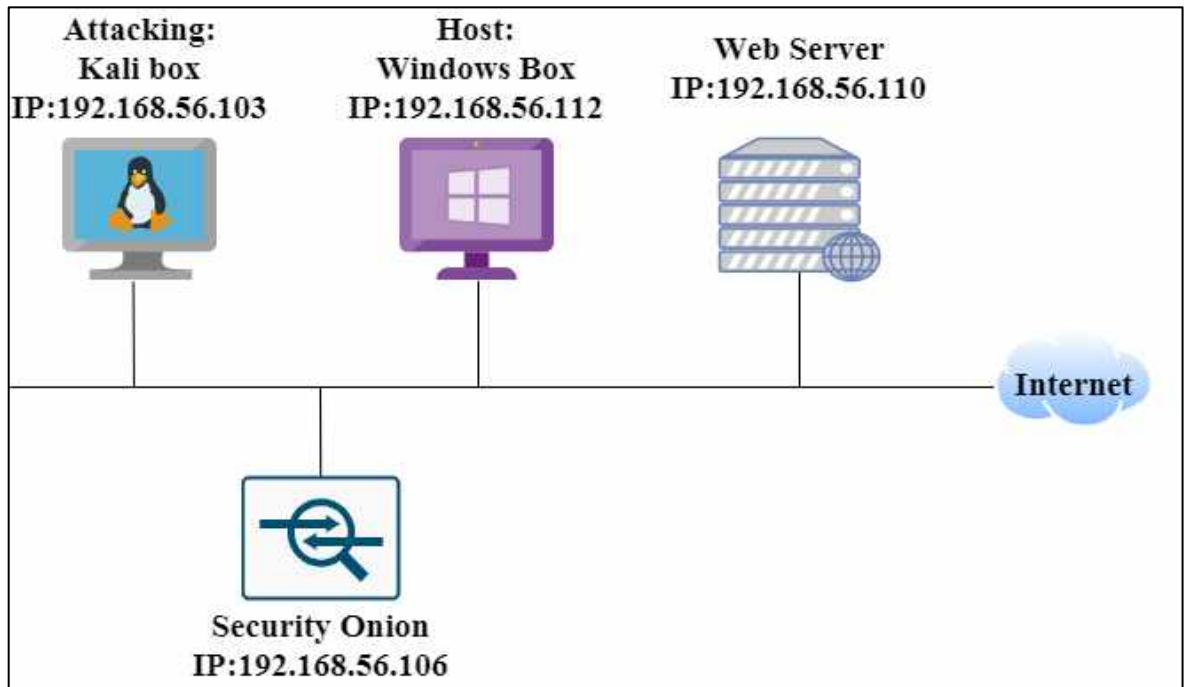 Attacking:
Kali box
IP:192.168.56.103
Host:
Windows Box
IP:192.168.56.112
Web Server
IP:192.168.56.110
Internet
Security Onion
IP:192.168.56.106